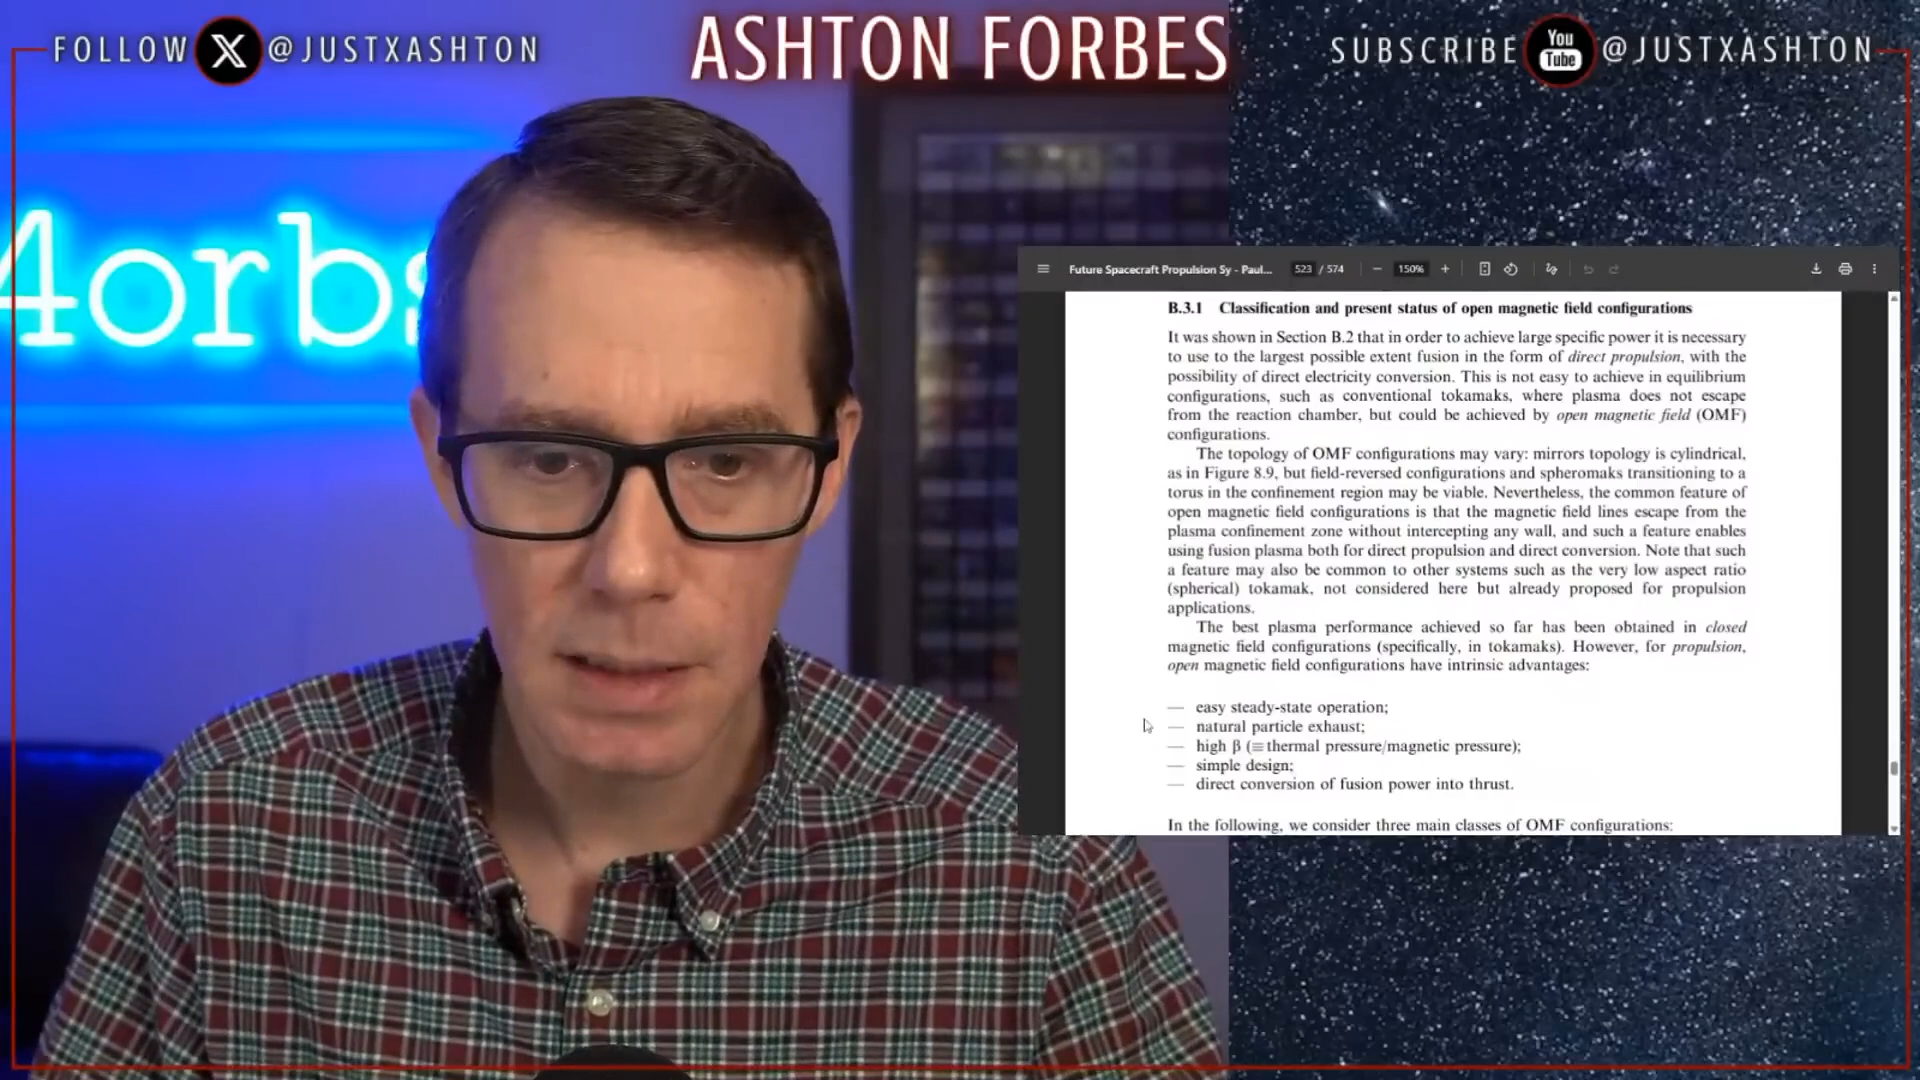 FOLLOW X @JUSTXASHTON
ASHTON FORBES
SUBSCRIBE You Tube @JUSTXASHTON
4orbs
Future Spacecraft Propulsion Sy - Paul... 523 / 574 150%
B.3.1 Classification and present status of open magnetic field configurations
It was shown in Section B.2 that in order to achieve large specific power it is necessary
to use to the largest possible extent fusion in the form of direct propulsion, with the
possibility of direct electricity conversion. This is not easy to achieve in equilibrium
configurations, such as conventional tokamaks, where plasma does not escape
from the reaction chamber, but could be achieved by open magnetic field (OMF)
configurations.
The topology of OMF configurations may vary: mirrors topology is cylindrical,
as in Figure 8.9, but field-reversed configurations and spheromaks transitioning to a
torus in the confinement region may be viable. Nevertheless, the common feature of
open magnetic field configurations is that the magnetic field lines escape from the
plasma confinement zone without intercepting any wall, and such a feature enables
using fusion plasma both for direct propulsion and direct conversion. Note that such
a feature may also be common to other systems such as the very low aspect ratio
(spherical) tokamak, not considered here but already proposed for propulsion
applications.
The best plasma performance achieved so far has been obtained in closed
magnetic field configurations (specifically, in tokamaks). However, for propulsion,
open magnetic field configurations have intrinsic advantages:
— easy steady-state operation;
— natural particle exhaust;
— high β (≡thermal pressure/magnetic pressure);
— simple design;
— direct conversion of fusion power into thrust.
In the following, we consider three main classes of OMF configurations: